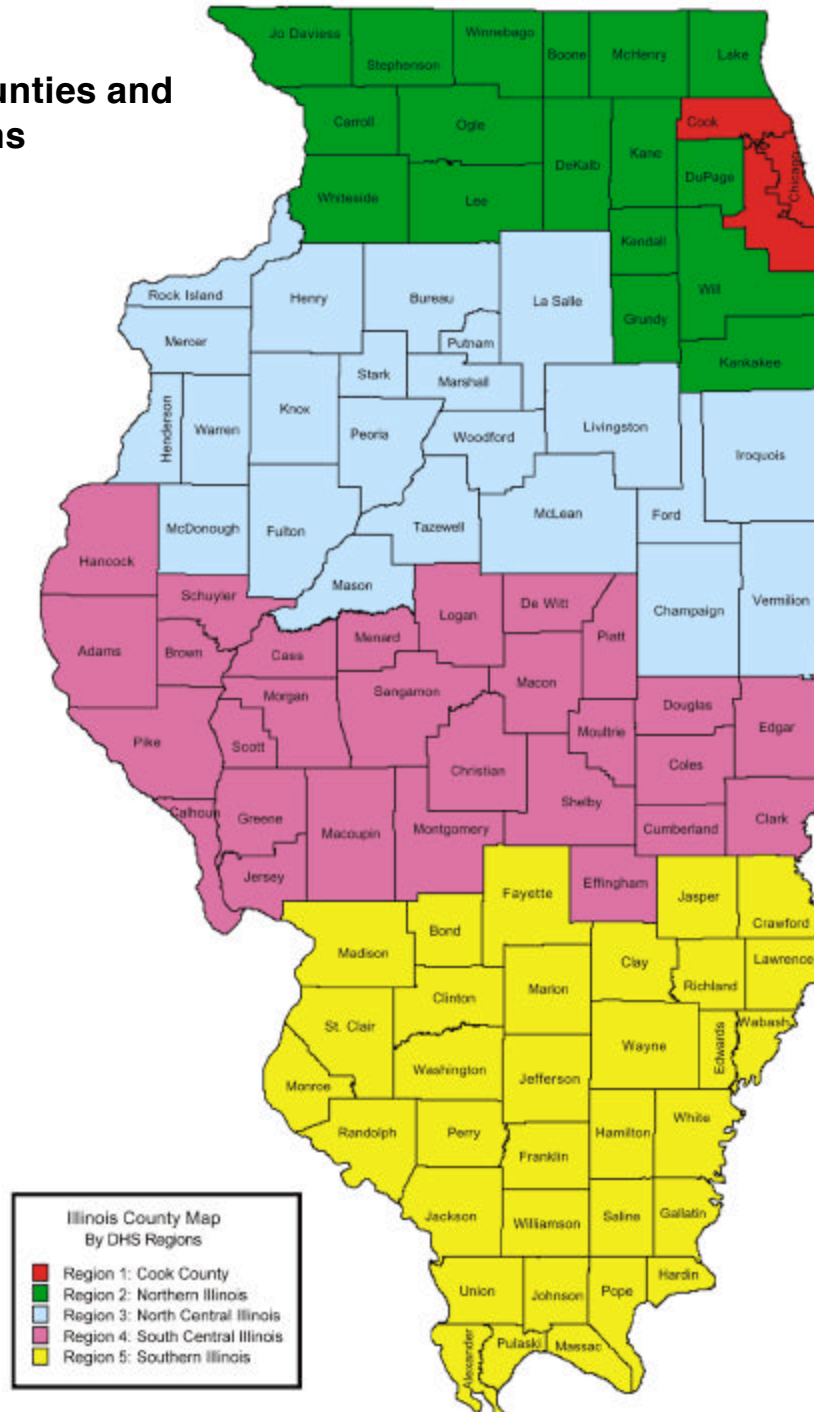 unties and
ns
Jo Daviess
Stephenson
Winnebago
Boone
McHenry
Lake
Carroll
Ogle
DeKalb
Kane
Cook
Chicago
DuPage
Whiteside
Lee
Kendall
Will
Grundy
Kankakee
Rock Island
Henry
Bureau
La Salle
Putnam
Mercer
Stark
Marshall
Henderson
Warren
Knox
Peoria
Woodford
Livingston
Iroquois
McDonough
Fulton
Tazewell
McLean
Ford
Hancock
Mason
Schuyler
Logan
De Witt
Piatt
Champaign
Vermilion
Adams
Brown
Cass
Menard
Macon
Morgan
Sangamon
Douglas
Edgar
Pike
Scott
Christian
Moultrie
Coles
Calhoun
Greene
Macoupin
Montgomery
Shelby
Cumberland
Clark
Jersey
Effingham
Fayette
Jasper
Crawford
Bond
Madison
Clay
Richland
Lawrence
Clinton
Marion
St. Clair
Wayne
Edwards
Wabash
Washington
Jefferson
Monroe
Randolph
Perry
Hamilton
White
Franklin
Jackson
Williamson
Saline
Gallatin
Union
Johnson
Pope
Hardin
Alexander
Pulaski
Massac
Illinois County Map
By DHS Regions
Region 1: Cook County
Region 2: Northern Illinois
Region 3: North Central Illinois
Region 4: South Central Illinois
Region 5: Southern Illinois